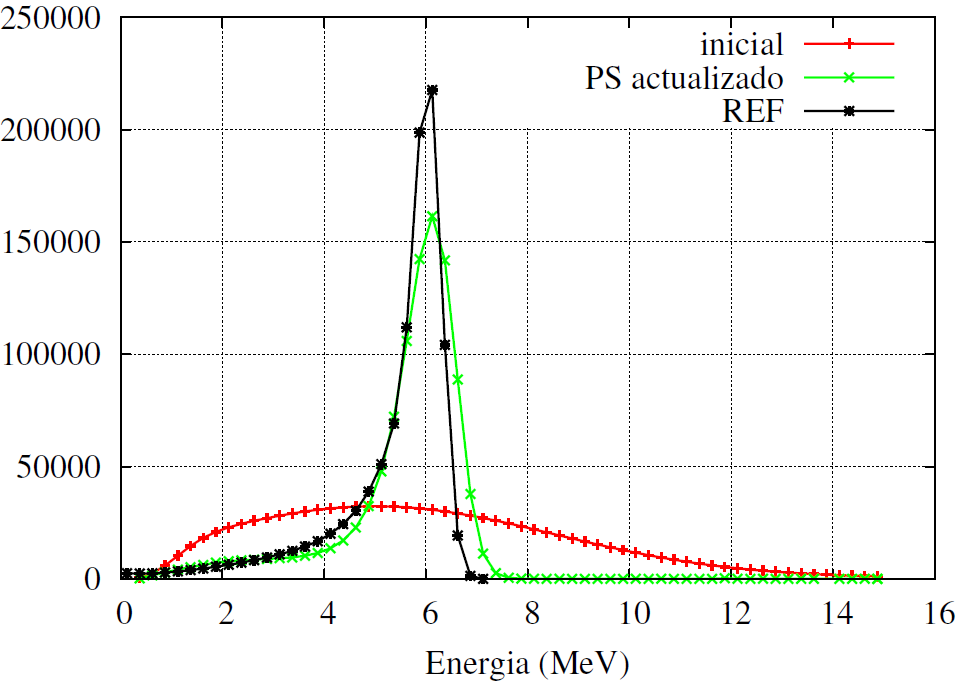 250000
inicial
PS actualizado
REF
200000
150000
100000
50000
0
0 2 4 6 8 10 12 14 16
Energia (MeV)